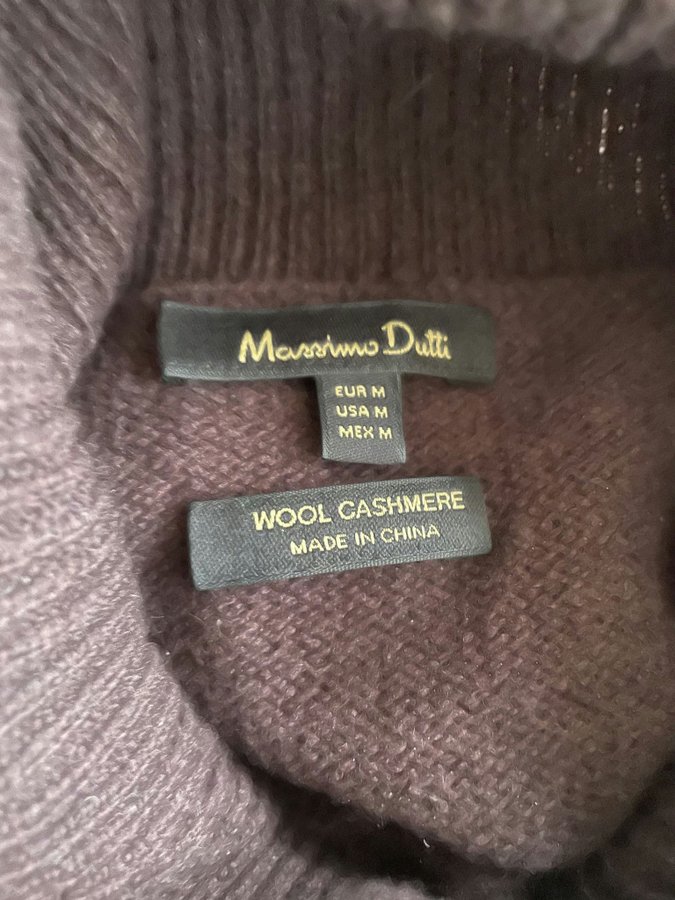 Massimo Dutti
EUR M
USA M
MEX M
WOOL CASHMERE
MADE IN CHINA